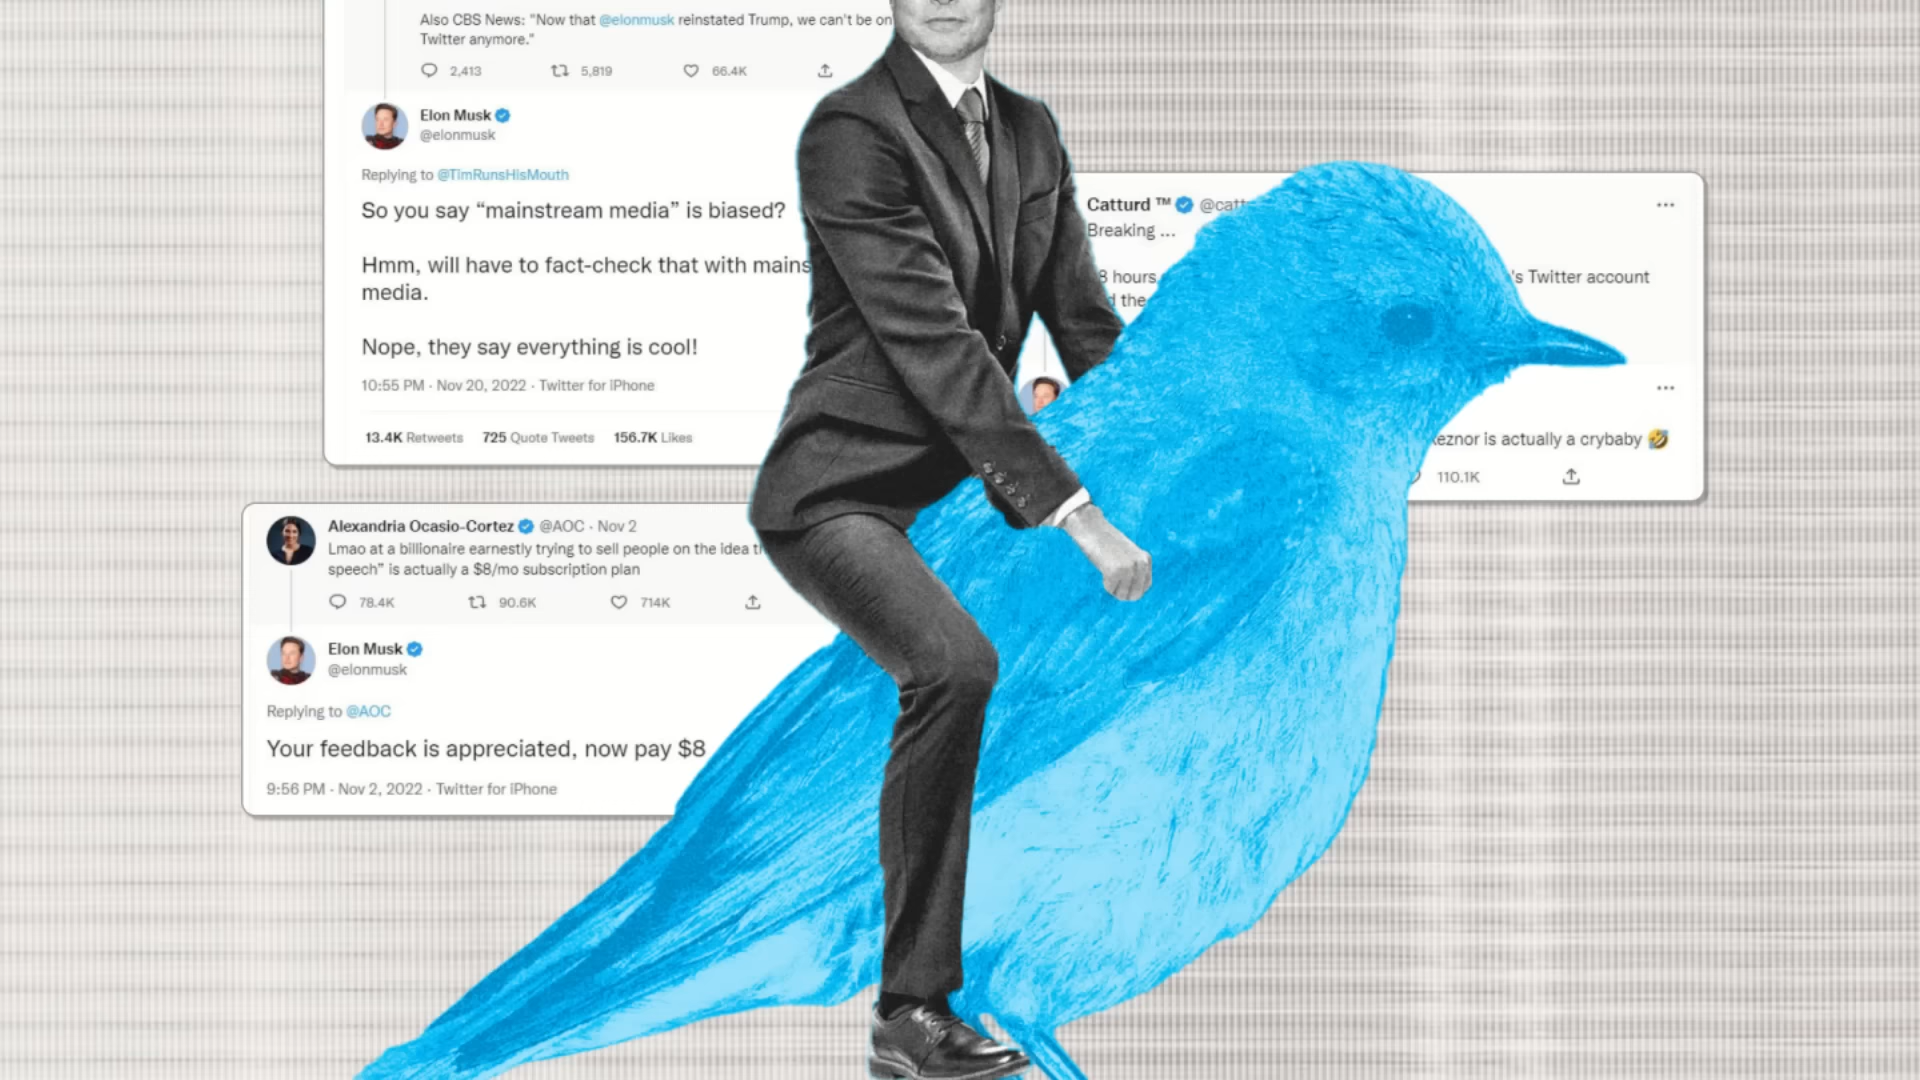 Also CBS News: "Now that @elonmusk reinstated Trump, we can't be on
Twitter anymore."
2,413 5,819 66.4K
Elon Musk
@elonmusk
Replying to @TimRunsHisMouth
So you say “mainstream media” is biased?
Hmm, will have to fact-check that with mains
media.
Nope, they say everything is cool!
10:55 PM · Nov 20, 2022 · Twitter for iPhone
13.4K Retweets 725 Quote Tweets 156.7K Likes
Catturd ™ @catt
Breaking ...
8 hours 's Twitter account
d the
eznor is actually a crybaby 🤣
110.1K
Alexandria Ocasio-Cortez @AOC · Nov 2
Lmao at a billionaire earnestly trying to sell people on the idea th
speech” is actually a $8/mo subscription plan
78.4K 90.6K 714K
Elon Musk
@elonmusk
Replying to @AOC
Your feedback is appreciated, now pay $8
9:56 PM · Nov 2, 2022 · Twitter for iPhone